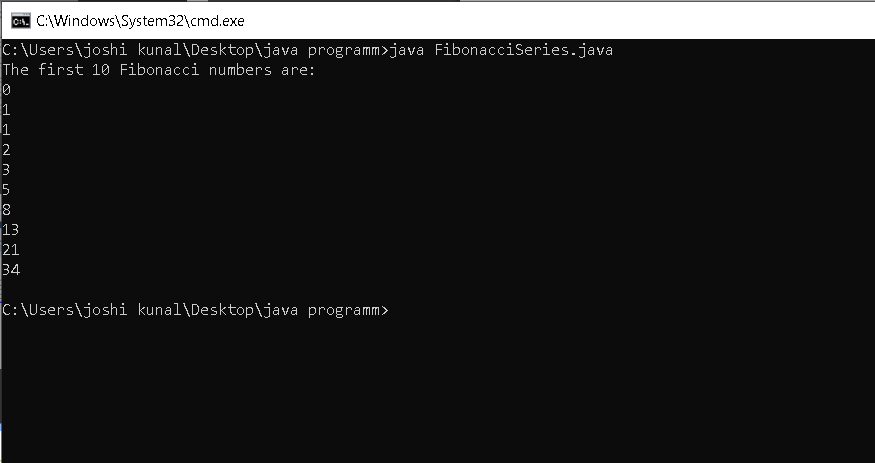 C:\Windows\System32\cmd.exe
C:\Users\joshi kunal\Desktop\java programm>java FibonacciSeries.java
The first 10 Fibonacci numbers are:
0
1
1
2
3
5
8
13
21
34
C:\Users\joshi kunal\Desktop\java programm>